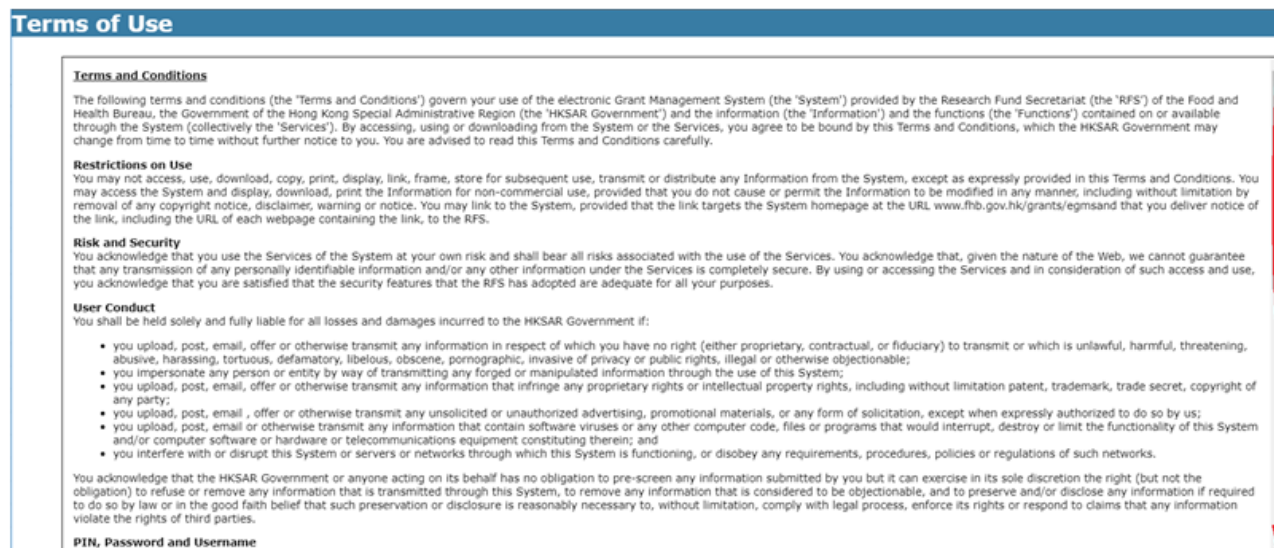 Terms of Use
Terms and Conditions
The following terms and conditions (the 'Terms and Conditions') govern your use of the electronic Grant Management System (the 'System') provided by the Research Fund Secretariat (the 'RFS') of the Food and
Health Bureau, the Government of the Hong Kong Special Administrative Region (the 'HKSAR Government') and the information (the 'Information') and the functions (the 'Functions') contained on or available
through the System (collectively the 'Services'). By accessing, using or downloading from the System or the Services, you agree to be bound by this Terms and Conditions, which the HKSAR Government may
change from time to time without further notice to you. You are advised to read this Terms and Conditions carefully.
Restrictions on Use
You may not access, use, download, copy, print, display, link, frame, store for subsequent use, transmit or distribute any Information from the System, except as expressly provided in this Terms and Conditions. You
may access the System and display, download, print the Information for non-commercial use, provided that you do not cause or permit the Information to be modified in any manner, including without limitation by
removal of any copyright notice, disclaimer, warning or notice. You may link to the System, provided that the link targets the System homepage at the URL www.fhb.gov.hk/grants/egmsand that you deliver notice of
the link, including the URL of each webpage containing the link, to the RFS.
Risk and Security
You acknowledge that you use the Services of the System at your own risk and shall bear all risks associated with the use of the Services. You acknowledge that, given the nature of the Web, we cannot guarantee
that any transmission of any personally identifiable information and/or any other information under the Services is completely secure. By using or accessing the Services and in consideration of such access and use,
you acknowledge that you are satisfied that the security features that the RFS has adopted are adequate for all your purposes.
User Conduct
You shall be held solely and fully liable for all losses and damages incurred to the HKSAR Government if:
• you upload, post, email, offer or otherwise transmit any information in respect of which you have no right (either proprietary, contractual, or fiduciary) to transmit or which is unlawful, harmful, threatening,
abusive, harassing, tortuous, defamatory, libelous, obscene, pornographic, invasive of privacy or public rights, illegal or otherwise objectionable;
• you impersonate any person or entity by way of transmitting any forged or manipulated information through the use of this System;
• you upload, post, email, offer or otherwise transmit any information that infringe any proprietary rights or intellectual property rights, including without limitation patent, trademark, trade secret, copyright of
any party;
• you upload, post, email , offer or otherwise transmit any unsolicited or unauthorized advertising, promotional materials, or any form of solicitation, except when expressly authorized to do so by us;
• you upload, post, email or otherwise transmit any information that contain software viruses or any other computer code, files or programs that would interrupt, destroy or limit the functionality of this System
and/or computer software or hardware or telecommunications equipment constituting therein; and
• you interfere with or disrupt this System or servers or networks through which this System is functioning, or disobey any requirements, procedures, policies or regulations of such networks.
You acknowledge that the HKSAR Government or anyone acting on its behalf has no obligation to pre-screen any information submitted by you but it can exercise in its sole discretion the right (but not the
obligation) to refuse or remove any information that is transmitted through this System, to remove any information that is considered to be objectionable, and to preserve and/or disclose any information if required
to do so by law or in the good faith belief that such preservation or disclosure is reasonably necessary to, without limitation, comply with legal process, enforce its rights or respond to claims that any information
violate the rights of third parties.
PIN, Password and Username